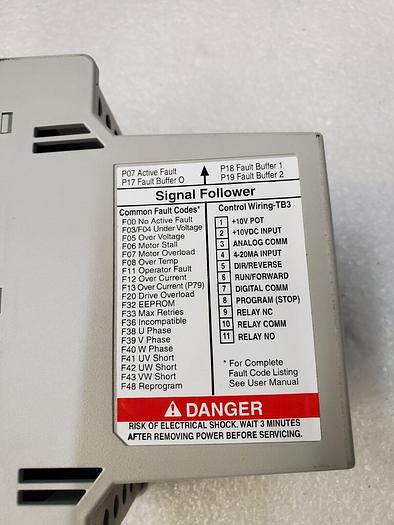 P07 Active Fault
P17 Fault Buffer O
P18 Fault Buffer 1
P19 Fault Buffer 2
Signal Follower
Common Fault Codes*
F00 No Active Fault
F03/F04 Under Voltage
F05 Over Voltage
F06 Motor Stall
F07 Motor Overload
F08 Over Temp
F11 Operator Fault
F12 Over Current
F13 Over Current (P79)
F20 Drive Overload
F32 EEPROM
F33 Max Retries
F36 Incompatible
F38 U Phase
F39 V Phase
F40 W Phase
F41 UV Short
F42 UW Short
F43 VW Short
F48 Reprogram
Control Wiring-TB3
1 +10V POT
2 +10VDC INPUT
3 ANALOG COMM
4 4-20MA INPUT
5 DIR/REVERSE
6 RUN/FORWARD
7 DIGITAL COMM
8 PROGRAM (STOP)
9 RELAY NC
10 RELAY COMM
11 RELAY NO
* For Complete
Fault Code Listing
See User Manual
DANGER
RISK OF ELECTRICAL SHOCK. WAIT 3 MINUTES
AFTER REMOVING POWER BEFORE SERVICING.